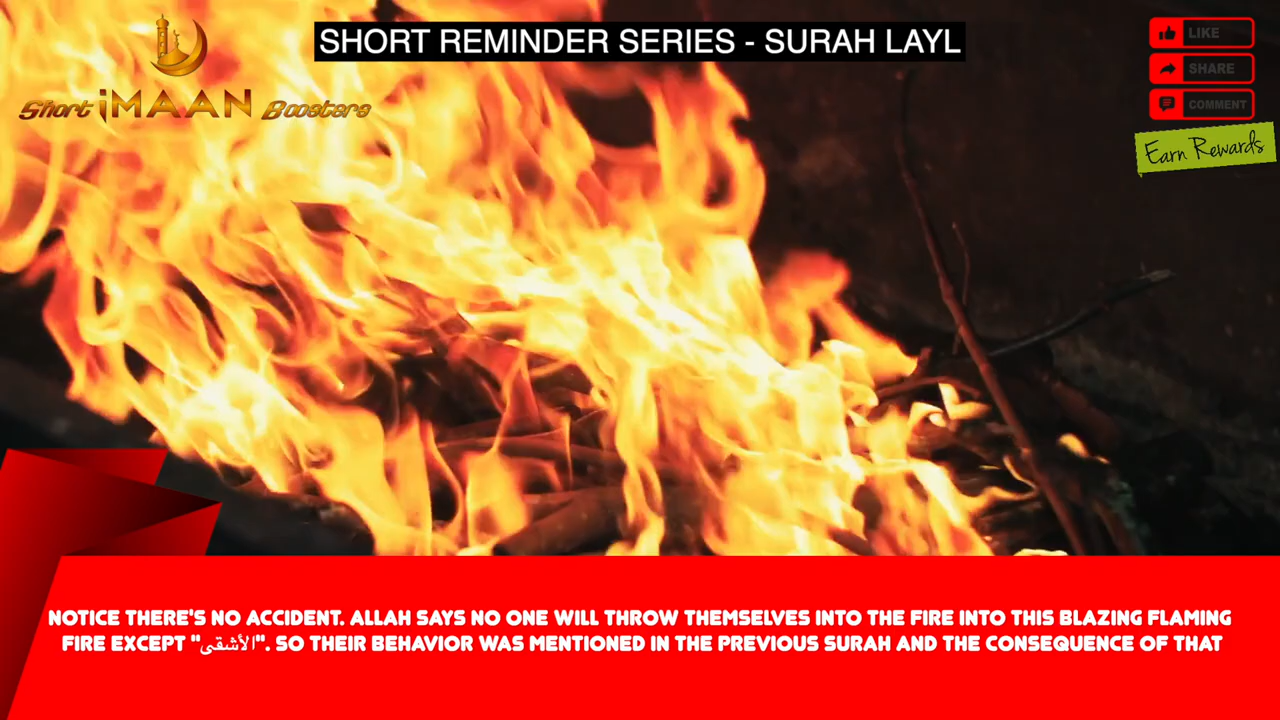 SHORT REMINDER SERIES - SURAH LAYL
Short iMAAN Boosters
LIKE
SHARE
COMMENT
Earn Rewards
NOTICE THERE'S NO ACCIDENT. ALLAH SAYS NO ONE WILL THROW THEMSELVES INTO THE FIRE INTO THIS BLAZING FLAMING
FIRE EXCEPT "الأشقى". SO THEIR BEHAVIOR WAS MENTIONED IN THE PREVIOUS SURAH AND THE CONSEQUENCE OF THAT